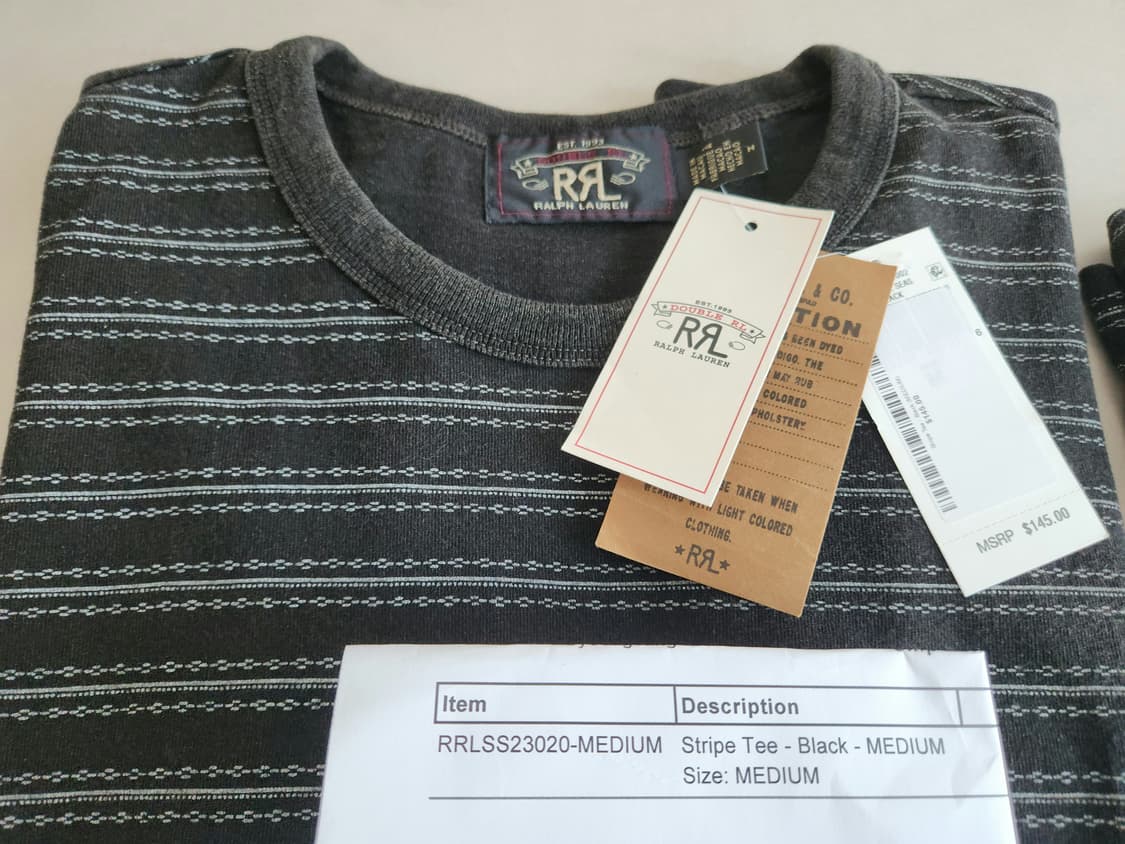 EST. 1993
RRL
RALPH LAUREN
M
EST. 1993
DOUBLE RL
RRL
RALPH LAUREN
& CO.
TION
BEEN DYED
DIGO. THE
MAY RUB
COLORED
PHOLSTERY
BE TAKEN WHEN
WEARING WITH LIGHT COLORED
CLOTHING.
RRL
$145.00
MSRP $145.00
Item Description
RRLSS23020-MEDIUM Stripe Tee - Black - MEDIUM
Size: MEDIUM